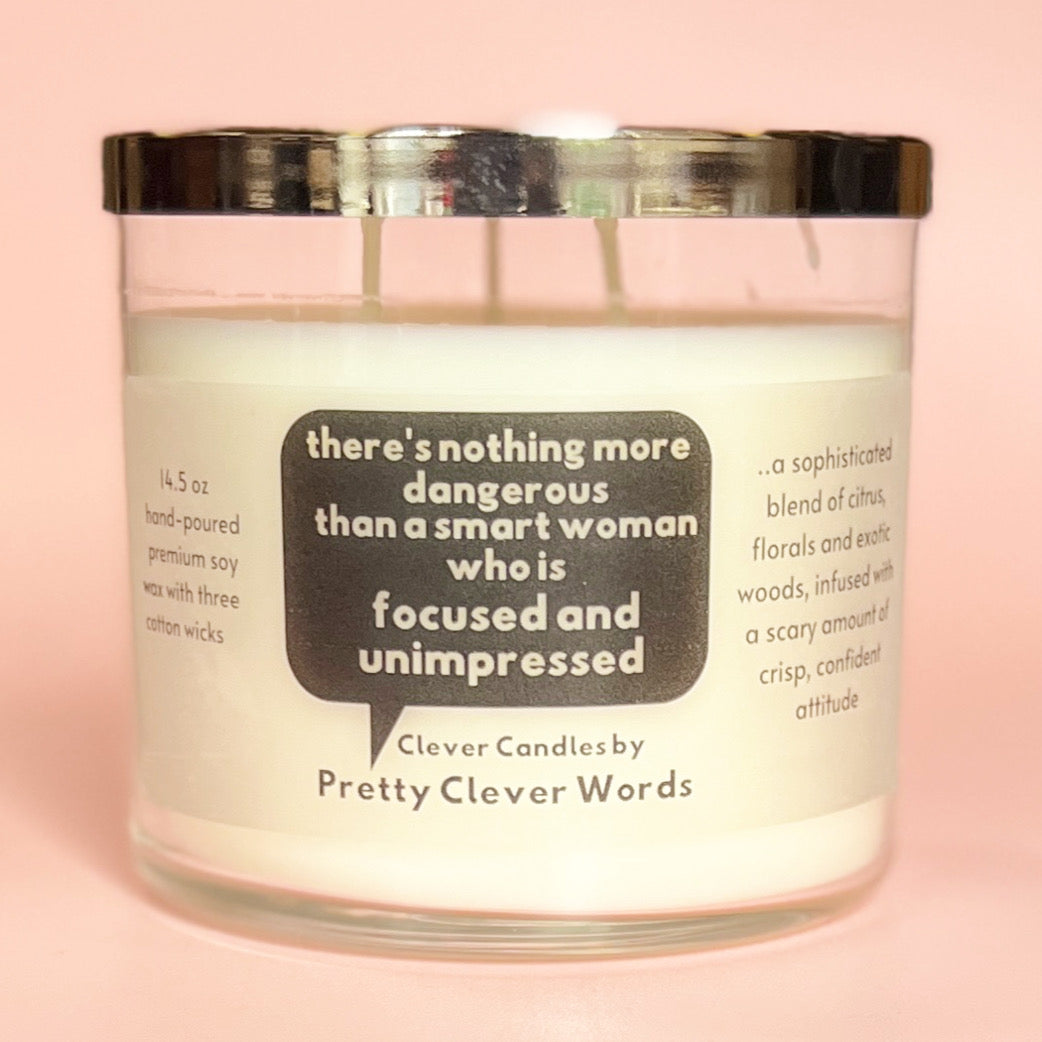 14.5 oz
hand-poured
premium soy
wax with three
cotton wicks
there's nothing more
dangerous
than a smart woman
who is
focused and
unimpressed
Clever Candles by
Pretty Clever Words
..a sophisticated
blend of citrus,
florals and exotic
woods, infused with
a scary amount of
crisp, confident
attitude